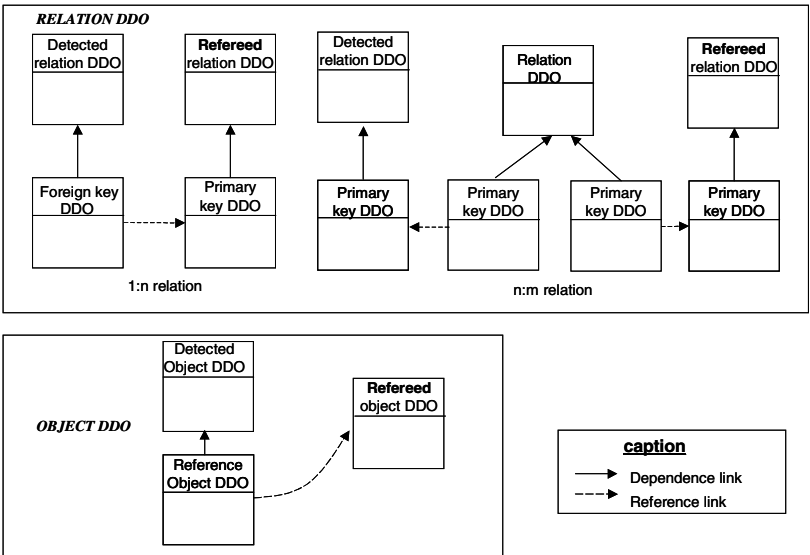 RELATION DDO
Detected
relation DDO
Refereed
relation DDO
Detected
relation DDO
Relation
DDO
Refereed
relation DDO
Foreign key
DDO
Primary
key DDO
Primary
key DDO
Primary
key DDO
Primary
key DDO
Primary
key DDO
1:n relation
n:m relation
OBJECT DDO
Detected
Object DDO
Refereed
object DDO
Reference
Object DDO
caption
Dependence link
Reference link